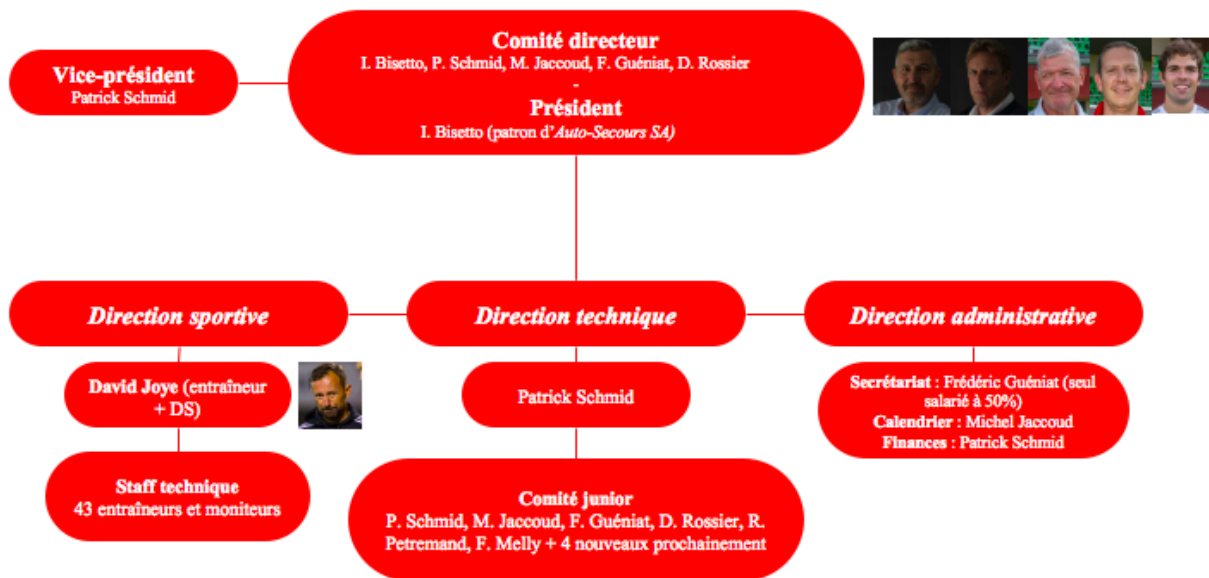 Comité directeur
I. Bisetto, P. Schmid, M. Jaccoud, F. Guéniat, D. Rossier
-
Président
I. Bisetto (patron d'Auto-Secours SA)
Vice-président
Patrick Schmid
Direction sportive
Direction technique
Direction administrative
David Joye (entraîneur
+ DS)
Patrick Schmid
Secrétariat : Frédéric Guéniat (seul
salarié à 50%)
Calendrier : Michel Jaccoud
Finances : Patrick Schmid
Staff technique
43 entraîneurs et moniteurs
Comité junior
P. Schmid, M. Jaccoud, F. Guéniat, D. Rossier, R.
Petremand, F. Melly + 4 nouveaux prochainement